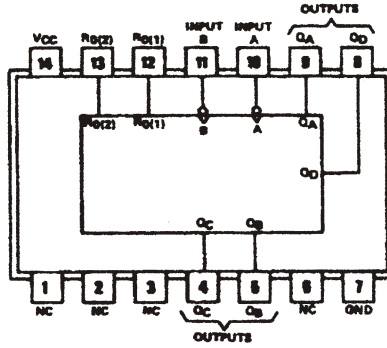 OUTPUTS
VCC R0(2) R0(1) INPUT B INPUT A QA QD
14 13 12 11 10 9 8
R0(2) R0(1) B A QA
QD
QC QB
1 2 3 4 5 6 7
NC NC NC QC QB NC GND
OUTPUTS